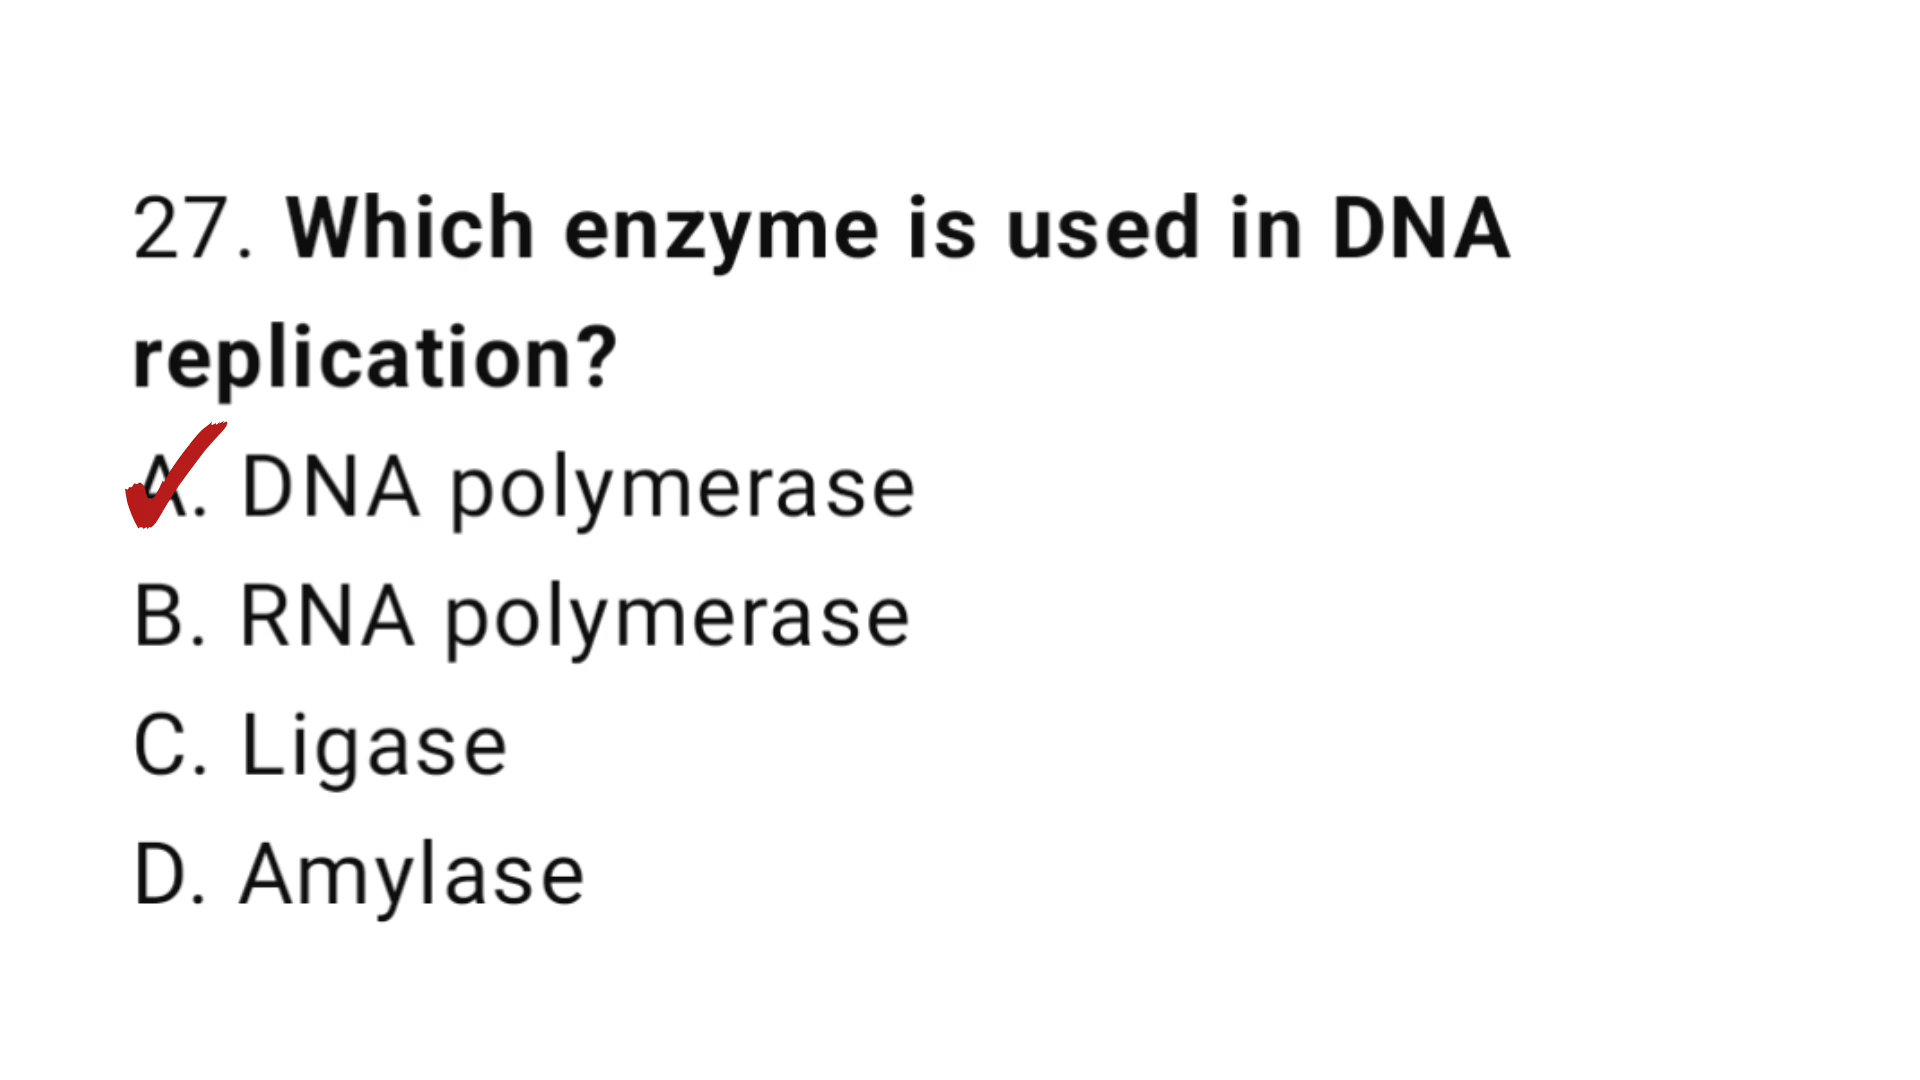 27. Which enzyme is used in DNA
replication?
A. DNA polymerase
B. RNA polymerase
C. Ligase
D. Amylase